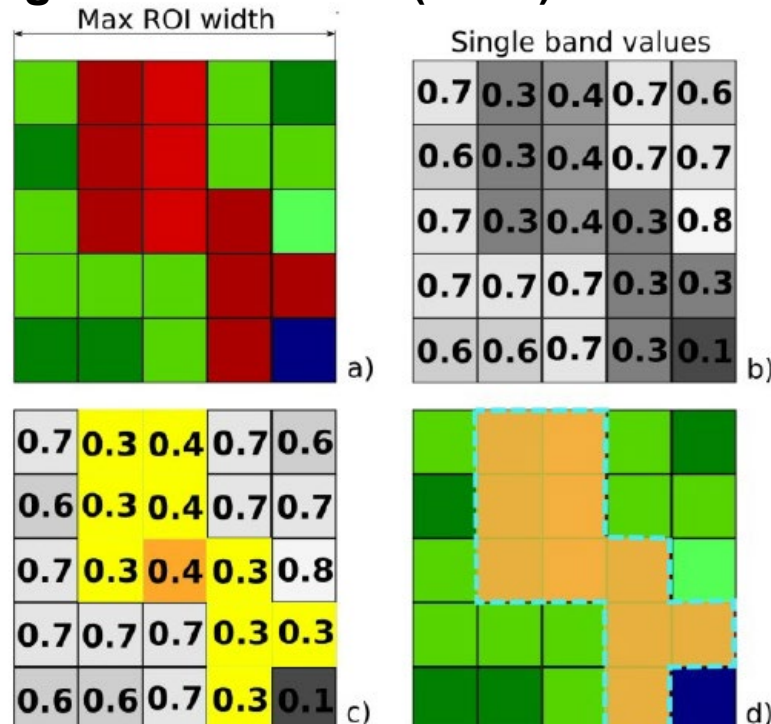 Max ROI width
Single band values
0.7 0.3 0.4 0.7 0.6
0.6 0.3 0.4 0.7 0.7
0.7 0.3 0.4 0.3 0.8
0.7 0.7 0.7 0.3 0.3
0.6 0.6 0.7 0.3 0.1
a)
b)
0.7 0.3 0.4 0.7 0.6
0.6 0.3 0.4 0.7 0.7
0.7 0.3 0.4 0.3 0.8
0.7 0.7 0.7 0.3 0.3
0.6 0.6 0.7 0.3 0.1
c)
d)